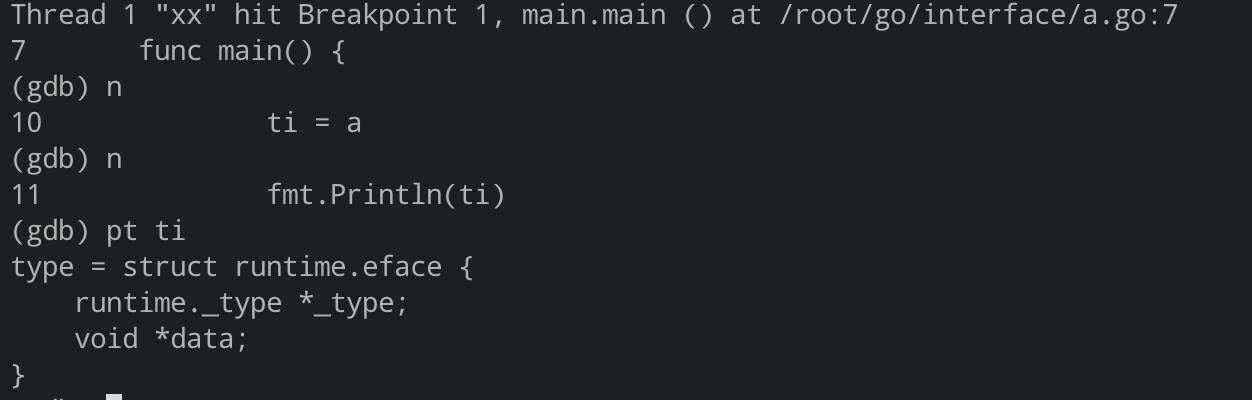 Thread 1 "xx" hit Breakpoint 1, main.main () at /root/go/interface/a.go:7
7       func main() {
(gdb) n
10              ti = a
(gdb) n
11              fmt.Println(ti)
(gdb) pt ti
type = struct runtime.eface {
    runtime._type *_type;
    void *data;
}